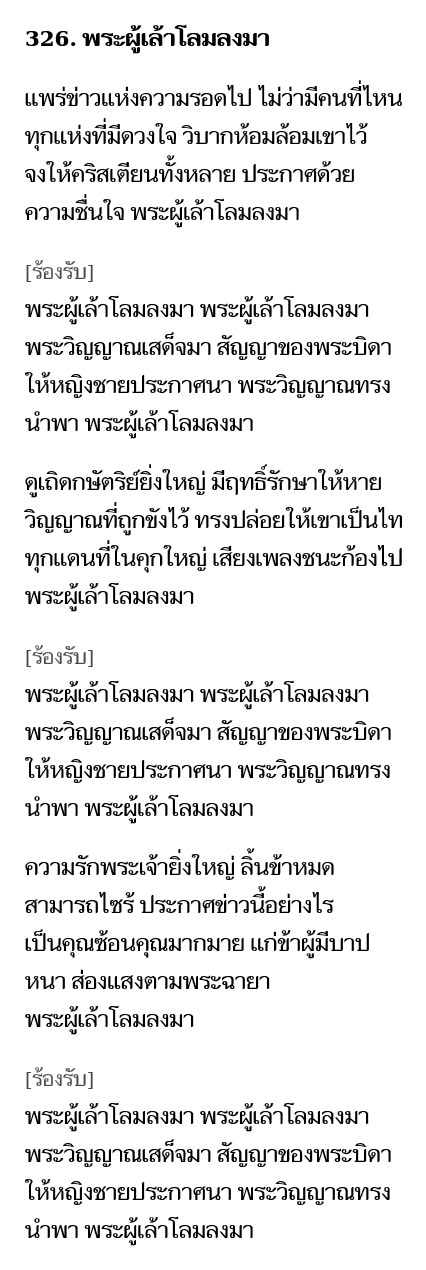 326. พระผู้เล้าโลมลงมา
แพร่ข่าวแห่งความรอดไป ไม่ว่ามีคนที่ไหน
ทุกแห่งที่มีดวงใจ วิบากห้อมล้อมเขาไว้
จงให้คริสเตียนทั้งหลาย ประกาศด้วย
ความชื่นใจ พระผู้เล้าโลมลงมา
[ร้องรับ]
พระผู้เล้าโลมลงมา พระผู้เล้าโลมลงมา
พระวิญญาณเสด็จมา สัญญาของพระบิดา
ให้หญิงชายประกาศนา พระวิญญาณทรง
นำพา พระผู้เล้าโลมลงมา
ดูเถิดกษัตริย์ยิ่งใหญ่ มีฤทธิ์รักษาให้หาย
วิญญาณที่ถูกขังไว้ ทรงปล่อยให้เขาเป็นไท
ทุกแดนที่ในคุกใหญ่ เสียงเพลงชนะก้องไป
พระผู้เล้าโลมลงมา
[ร้องรับ]
พระผู้เล้าโลมลงมา พระผู้เล้าโลมลงมา
พระวิญญาณเสด็จมา สัญญาของพระบิดา
ให้หญิงชายประกาศนา พระวิญญาณทรง
นำพา พระผู้เล้าโลมลงมา
ความรักพระเจ้ายิ่งใหญ่ ลิ้นข้าหมด
สามารถไซร้ ประกาศข่าวนี้อย่างไร
เป็นคุณซ้อนคุณมากมาย แก่ข้าผู้มีบาป
หนา ส่องแสงตามพระฉายา
พระผู้เล้าโลมลงมา
[ร้องรับ]
พระผู้เล้าโลมลงมา พระผู้เล้าโลมลงมา
พระวิญญาณเสด็จมา สัญญาของพระบิดา
ให้หญิงชายประกาศนา พระวิญญาณทรง
นำพา พระผู้เล้าโลมลงมา